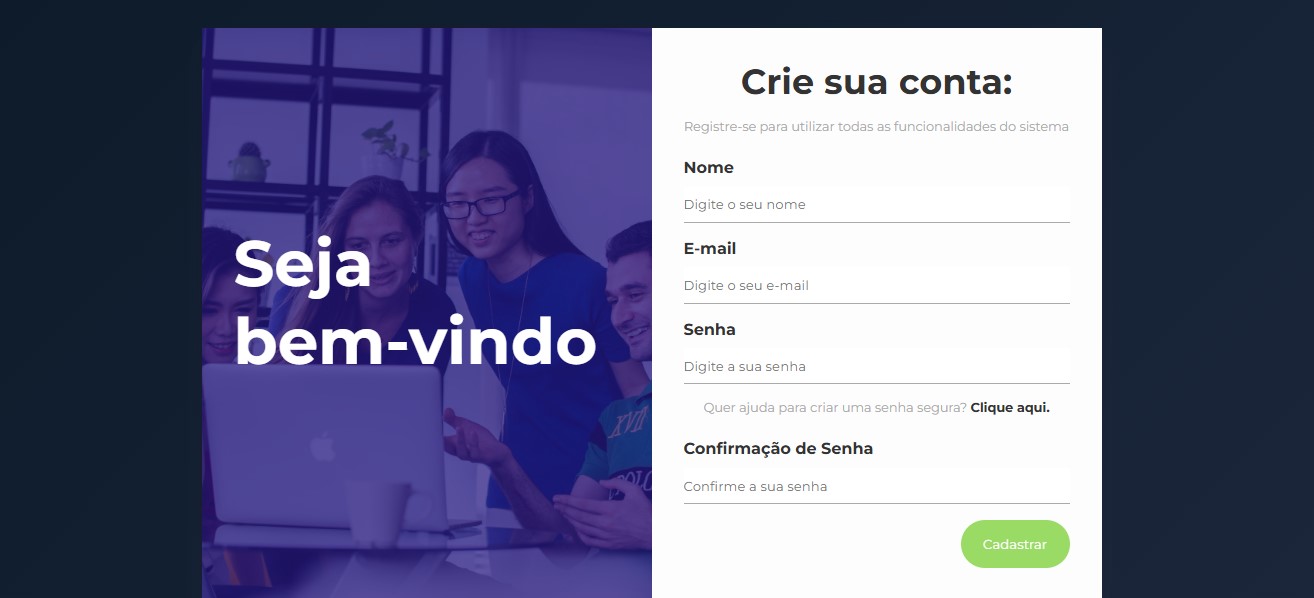 Seja
bem-vindo
Crie sua conta:
Registre-se para utilizar todas as funcionalidades do sistema
Nome
Digite o seu nome
E-mail
Digite o seu e-mail
Senha
Digite a sua senha
Quer ajuda para criar uma senha segura? Clique aqui.
Confirmação de Senha
Confirme a sua senha
Cadastrar
XVII